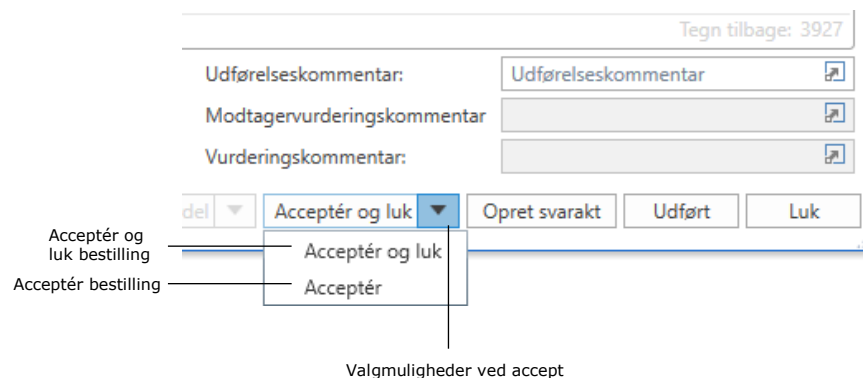 Tegn tilbage: 3927
Udførelseskommentar: Udførelseskommentar
Modtagervurderingskommentar
Vurderingskommentar:
del Acceptér og luk Opret svarakt Udført Luk
Acceptér og
luk bestilling
Acceptér og luk
Acceptér bestilling
Acceptér
Valgmuligheder ved accept